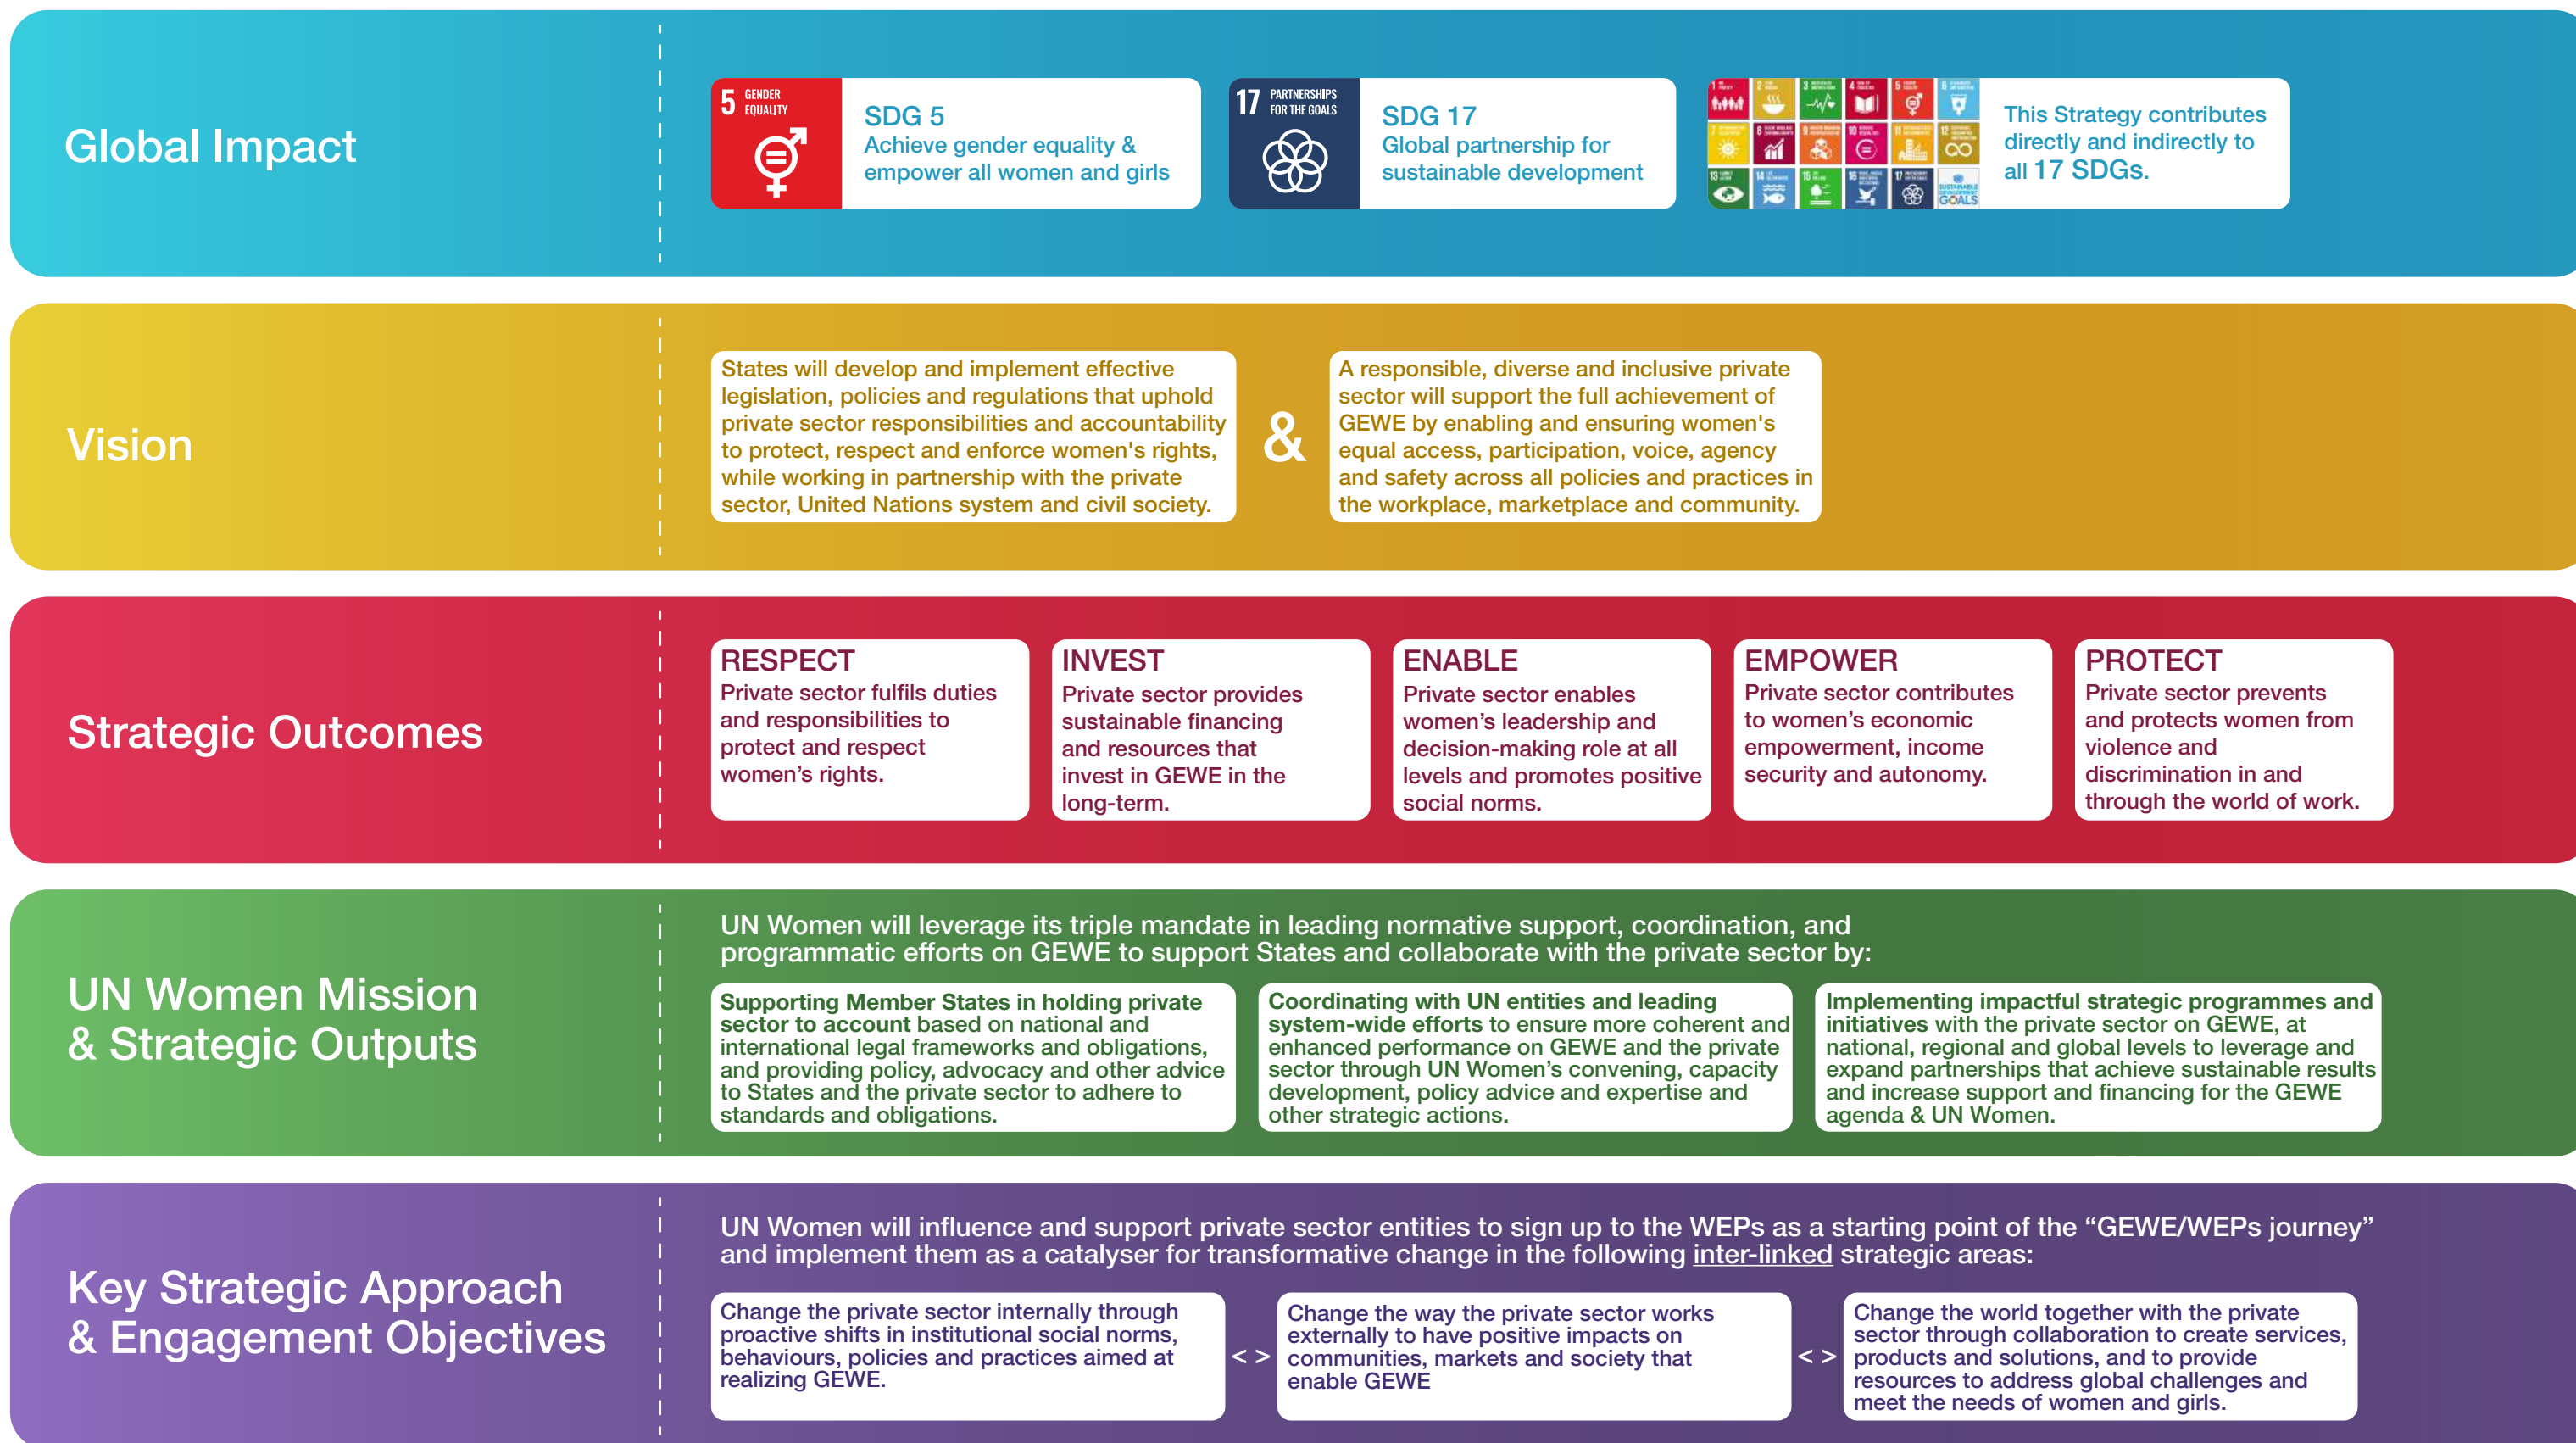 Global Impact
5 GENDER
EQUALITY
SDG 5
Achieve gender equality &
empower all women and girls
17 PARTNERSHIPS
FOR THE GOALS
SDG 17
Global partnership for
sustainable development
1
2
3
4
5
6
7
8
9
10
11
12
13
14
15
16
17
SUSTAINABLE
DEVELOPMENT
GOALS
This Strategy contributes
directly and indirectly to
all 17 SDGs.
Vision
States will develop and implement effective
legislation, policies and regulations that uphold
private sector responsibilities and accountability
to protect, respect and enforce women's rights,
while working in partnership with the private
sector, United Nations system and civil society.
&
A responsible, diverse and inclusive private
sector will support the full achievement of
GEWE by enabling and ensuring women's
equal access, participation, voice, agency
and safety across all policies and practices in
the workplace, marketplace and community.
Strategic Outcomes
RESPECT
Private sector fulfils duties
and responsibilities to
protect and respect
women’s rights.
INVEST
Private sector provides
sustainable financing
and resources that
invest in GEWE in the
long-term.
ENABLE
Private sector enables
women’s leadership and
decision-making role at all
levels and promotes positive
social norms.
EMPOWER
Private sector contributes
to women’s economic
empowerment, income
security and autonomy.
PROTECT
Private sector prevents
and protects women from
violence and
discrimination in and
through the world of work.
UN Women Mission
& Strategic Outputs
UN Women will leverage its triple mandate in leading normative support, coordination, and
programmatic efforts on GEWE to support States and collaborate with the private sector by:
Supporting Member States in holding private
sector to account based on national and
international legal frameworks and obligations,
and providing policy, advocacy and other advice
to States and the private sector to adhere to
standards and obligations.
Coordinating with UN entities and leading
system-wide efforts to ensure more coherent and
enhanced performance on GEWE and the private
sector through UN Women’s convening, capacity
development, policy advice and expertise and
other strategic actions.
Implementing impactful strategic programmes and
initiatives with the private sector on GEWE, at
national, regional and global levels to leverage and
expand partnerships that achieve sustainable results
and increase support and financing for the GEWE
agenda & UN Women.
Key Strategic Approach
& Engagement Objectives
UN Women will influence and support private sector entities to sign up to the WEPs as a starting point of the “GEWE/WEPs journey”
and implement them as a catalyser for transformative change in the following inter-linked strategic areas:
Change the private sector internally through
proactive shifts in institutional social norms,
behaviours, policies and practices aimed at
realizing GEWE.
< >
Change the way the private sector works
externally to have positive impacts on
communities, markets and society that
enable GEWE
< >
Change the world together with the private
sector through collaboration to create services,
products and solutions, and to provide
resources to address global challenges and
meet the needs of women and girls.